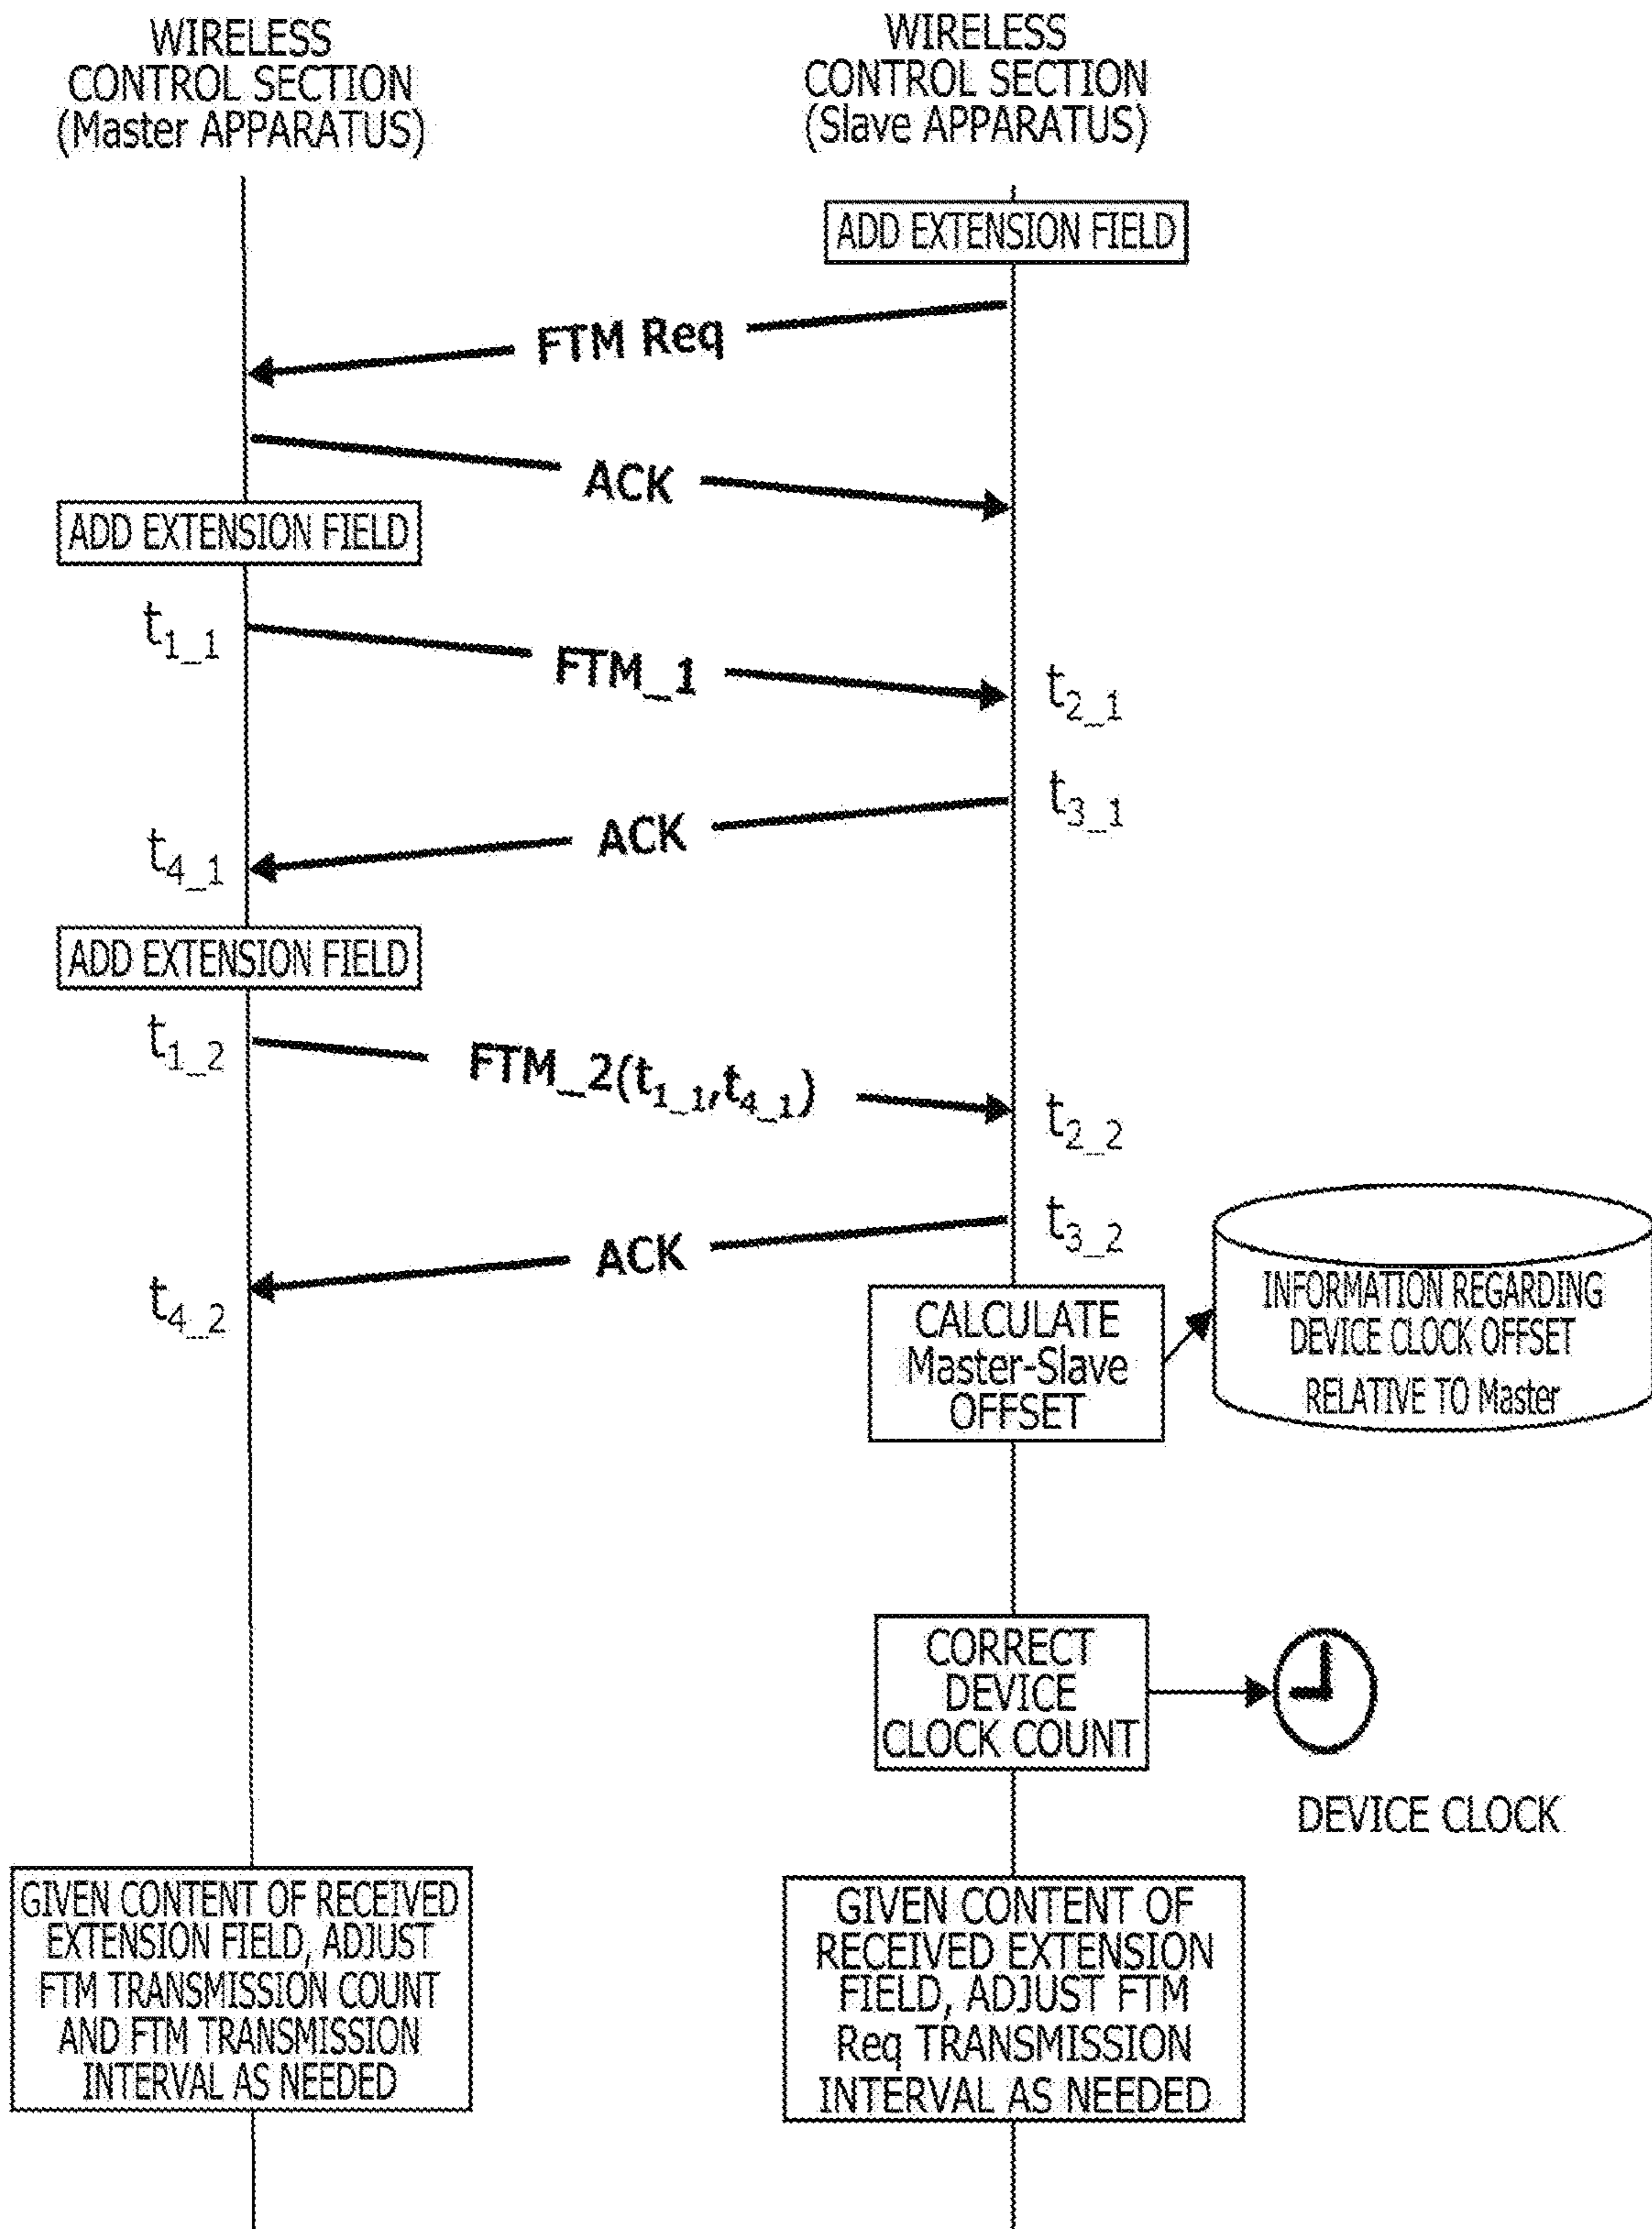 WIRELESS
CONTROL SECTION
(Master APPARATUS)
WIRELESS
CONTROL SECTION
(Slave APPARATUS)
ADD EXTENSION FIELD
FTM Req
ACK
ADD EXTENSION FIELD
t1_1
FTM_1
t2_1
t3_1
ACK
t4_1
ADD EXTENSION FIELD
t1_2
FTM_2(t1_1,t4_1)
t2_2
t3_2
ACK
t4_2
CALCULATE
Master-Slave
OFFSET
INFORMATION REGARDING
DEVICE CLOCK OFFSET
RELATIVE TO Master
CORRECT
DEVICE
CLOCK COUNT
DEVICE CLOCK
GIVEN CONTENT OF RECEIVED
EXTENSION FIELD, ADJUST
FTM TRANSMISSION COUNT
AND FTM TRANSMISSION
INTERVAL AS NEEDED
GIVEN CONTENT OF
RECEIVED EXTENSION
FIELD, ADJUST FTM
Req TRANSMISSION
INTERVAL AS NEEDED